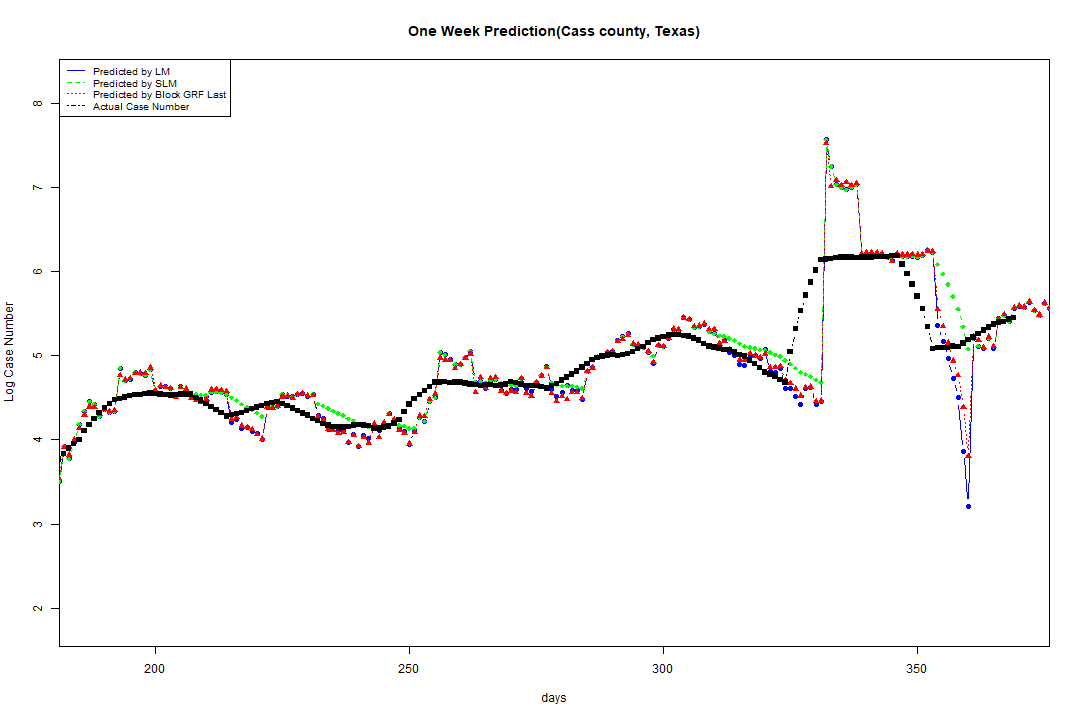 One Week Prediction(Cass county, Texas)
Predicted by LM
Predicted by SLM
Predicted by Block GRF Last
Actual Case Number
8
7
6
5
4
3
2
Log Case Number
200
250
300
350
days